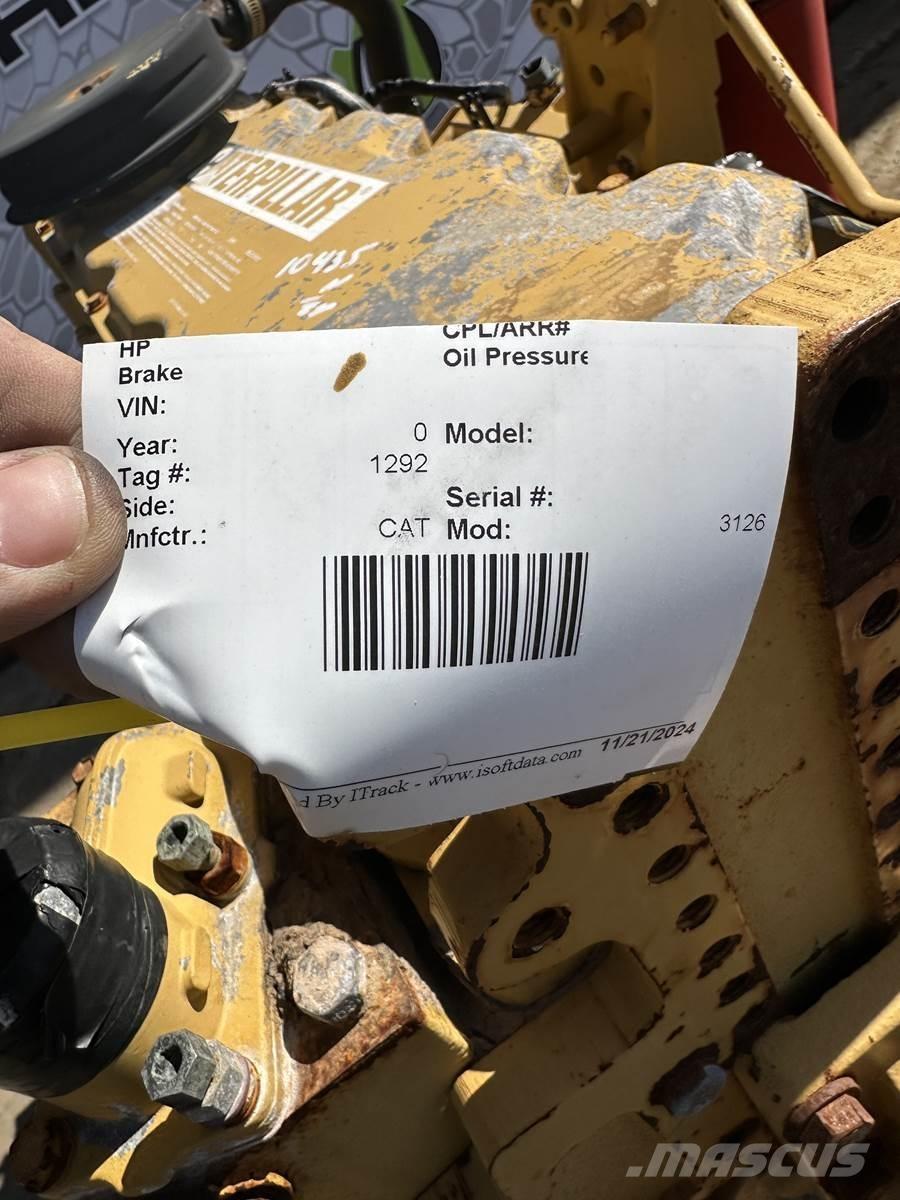 CATERPILLAR®
10435
HP CPL/ARR#
Brake Oil Pressure
VIN:
Year: 0 Model:
Tag #: 1292
Side: Serial #:
Mnfctr.: CAT Mod: 3126
d By ITrack - www.isoftdata.com 11/21/2024
.MASCUS